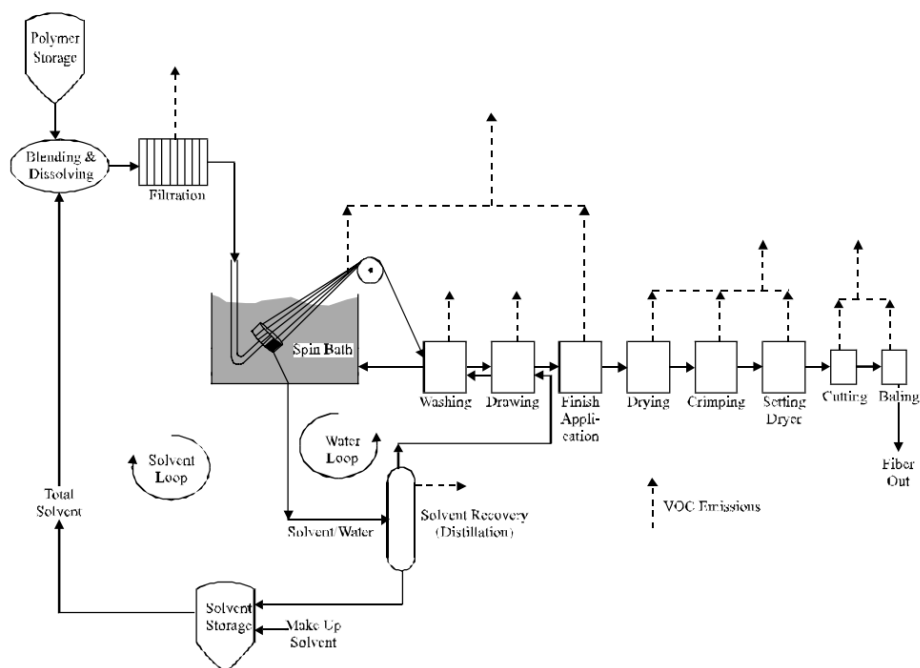 Polymer
Storage
Blending &
Dissolving
Filtration
Spin Bath
Washing
Drawing
Finish
Appli-
cation
Drying
Crimping
Setting
Dryer
Cutting
Baling
Fiber
Out
Solvent
Loop
Water
Loop
Total
Solvent
Solvent/Water
Solvent Recovery
(Distillation)
VOC Emissions
Solvent
Storage
Make Up
Solvent